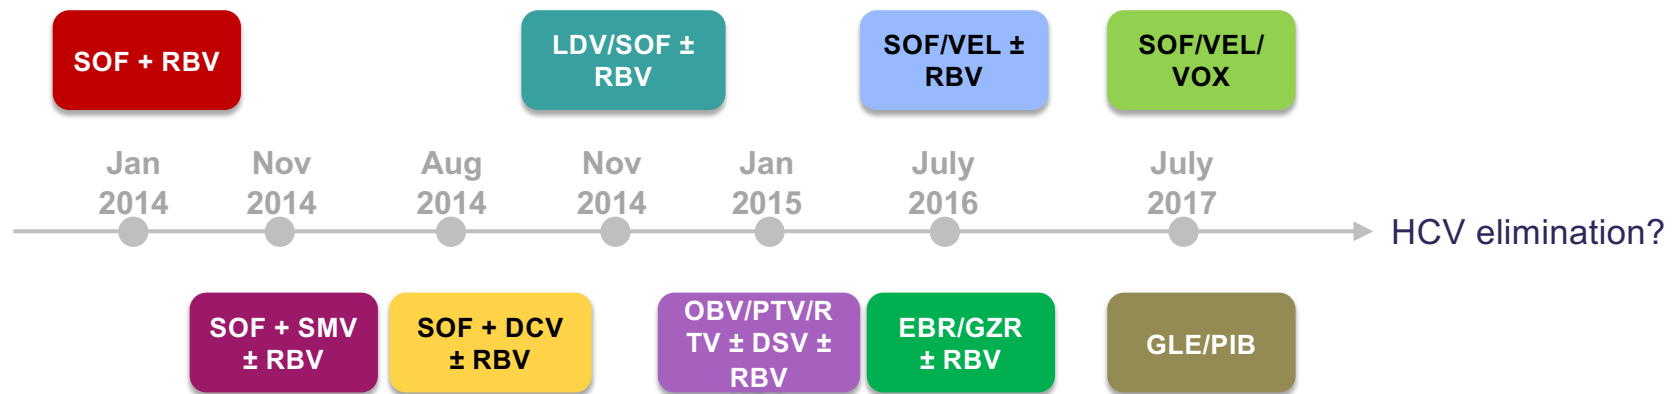 SOF + RBV
LDV/SOF ±
RBV
SOF/VEL ±
RBV
SOF/VEL/
VOX
Jan
2014
Nov
2014
Aug
2014
Nov
2014
Jan
2015
July
2016
July
2017
HCV elimination?
SOF + SMV
± RBV
SOF + DCV
± RBV
OBV/PTV/R
TV ± DSV ±
RBV
EBR/GZR
± RBV
GLE/PIB